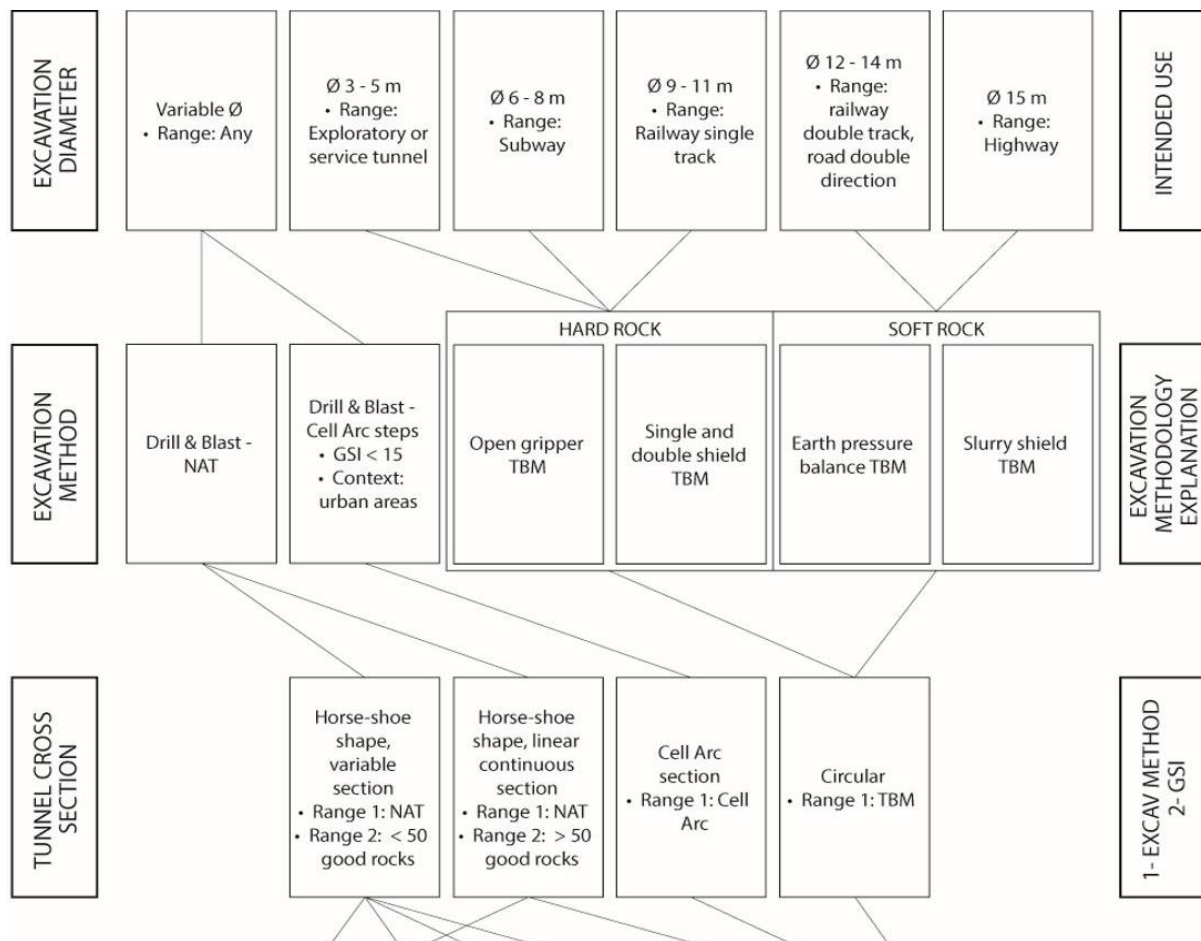 EXCAVATION
DIAMETER
Variable Ø
• Range: Any
Ø 3 - 5 m
• Range:
Exploratory or
service tunnel
Ø 6 - 8 m
• Range:
Subway
Ø 9 - 11 m
• Range:
Railway single
track
Ø 12 - 14 m
• Range:
railway
double track,
road double
direction
Ø 15 m
• Range:
Highway
INTENDED USE
EXCAVATION
METHOD
Drill & Blast -
NAT
Drill & Blast -
Cell Arc steps
• GSI < 15
• Context:
urban areas
HARD ROCK
Open gripper
TBM
Single and
double shield
TBM
SOFT ROCK
Earth pressure
balance TBM
Slurry shield
TBM
EXCAVATION
METHODOLOGY
EXPLANATION
TUNNEL CROSS
SECTION
Horse-shoe
shape,
variable
section
• Range 1: NAT
• Range 2: < 50
good rocks
Horse-shoe
shape, linear
continuous
section
• Range 1: NAT
• Range 2: > 50
good rocks
Cell Arc
section
• Range 1: Cell
Arc
Circular
• Range 1: TBM
1- EXCAV METHOD
2- GSI